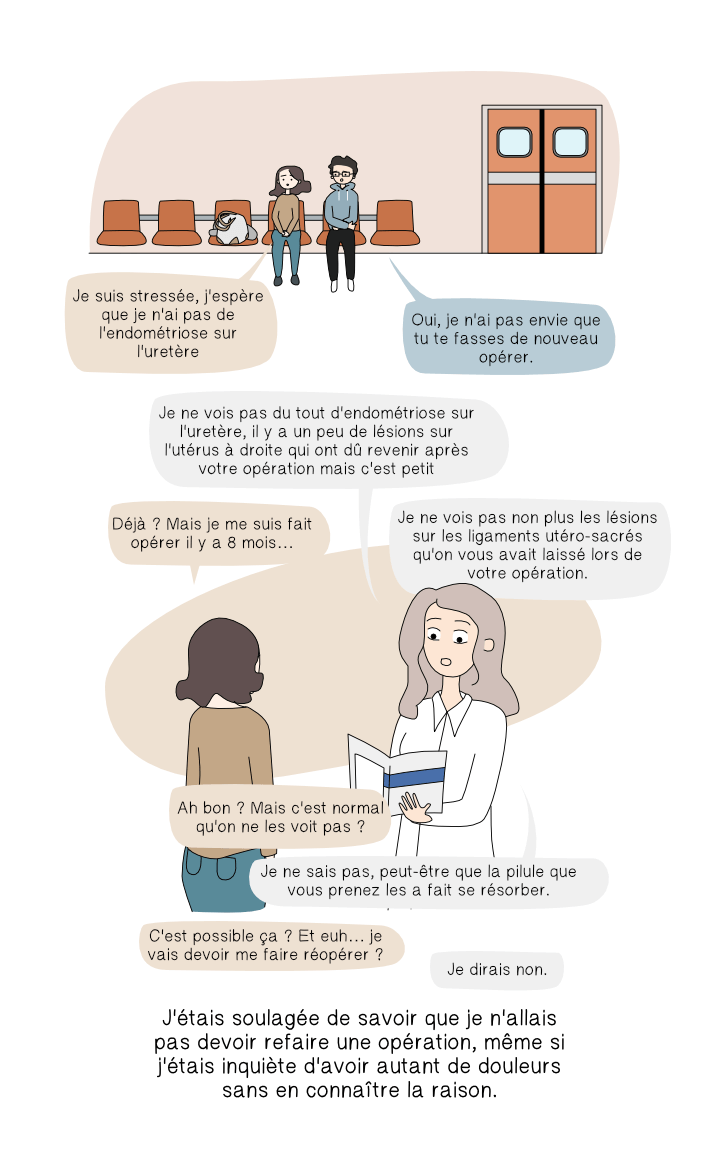 Je suis stressée, j'espère
que je n'ai pas de
l'endométriose sur
l'uretère
Oui, je n'ai pas envie que
tu te fasses de nouveau
opérer.
Je ne vois pas du tout d'endométriose sur
l'uretère, il y a un peu de lésions sur
l'utérus à droite qui ont dû revenir après
votre opération mais c'est petit
Déjà ? Mais je me suis fait
opérer il y a 8 mois...
Je ne vois pas non plus les lésions
sur les ligaments utéro-sacrés
qu'on vous avait laissé lors de
votre opération.
Ah bon ? Mais c'est normal
qu'on ne les voit pas ?
Je ne sais pas, peut-être que la pilule que
vous prenez les a fait se résorber.
C'est possible ça ? Et euh... je
vais devoir me faire réopérer ?
Je dirais non.
J'étais soulagée de savoir que je n'allais
pas devoir refaire une opération, même si
j'étais inquiète d'avoir autant de douleurs
sans en connaître la raison.